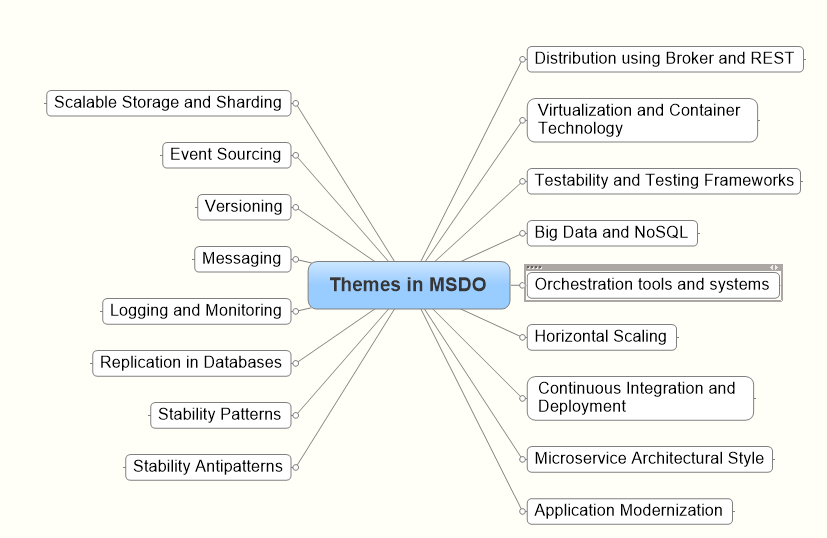 Distribution using Broker and REST
Scalable Storage and Sharding
Virtualization and Container
Technology
Event Sourcing
Testability and Testing Frameworks
Versioning
Big Data and NoSQL
Messaging
Themes in MSDO
Orchestration tools and systems
Logging and Monitoring
Horizontal Scaling
Replication in Databases
Continuous Integration and
Deployment
Stability Patterns
Microservice Architectural Style
Stability Antipatterns
Application Modernization